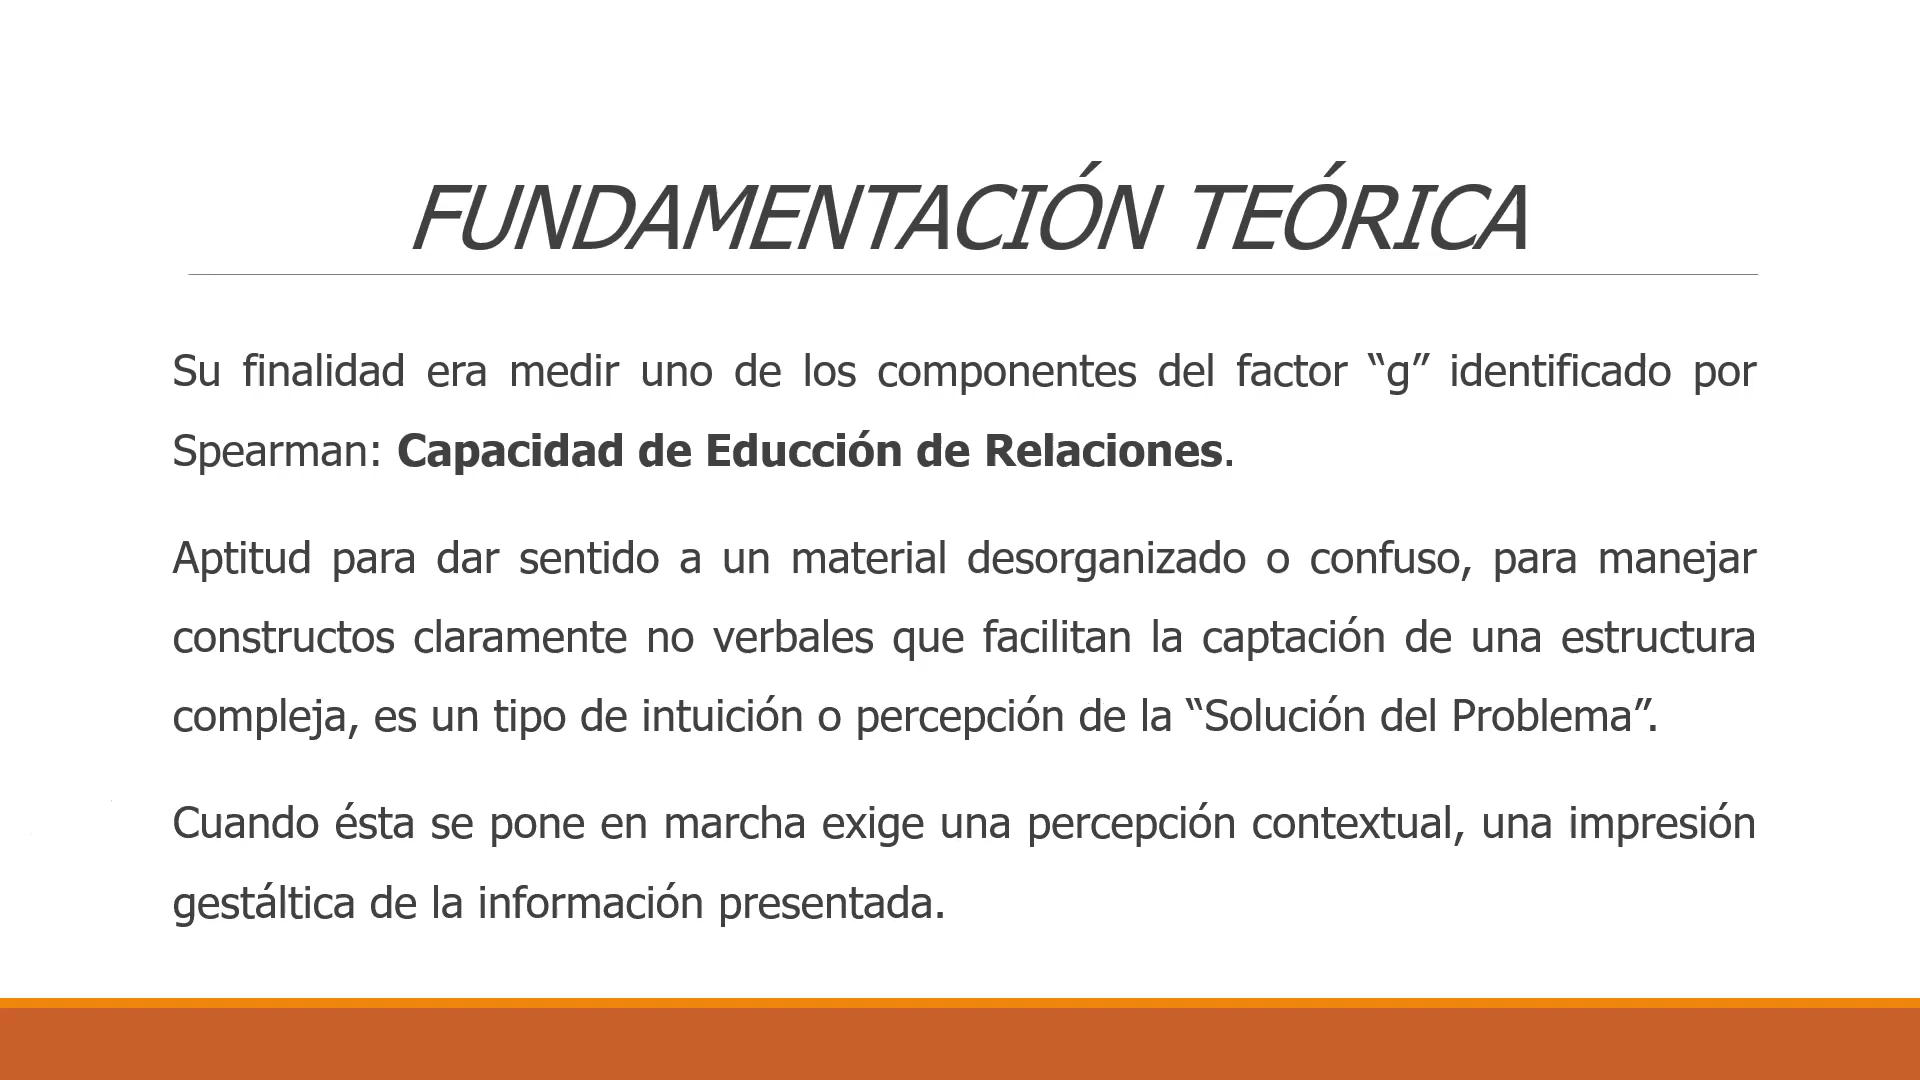 FUNDAMENTACIÓN TEÓRICA
Su finalidad era medir uno de los componentes del factor “g” identificado por
Spearman: Capacidad de Educción de Relaciones.
Aptitud para dar sentido a un material desorganizado o confuso, para manejar
constructos claramente no verbales que facilitan la captación de una estructura
compleja, es un tipo de intuición o percepción de la “Solución del Problema”.
Cuando ésta se pone en marcha exige una percepción contextual, una impresión
gestáltica de la información presentada.